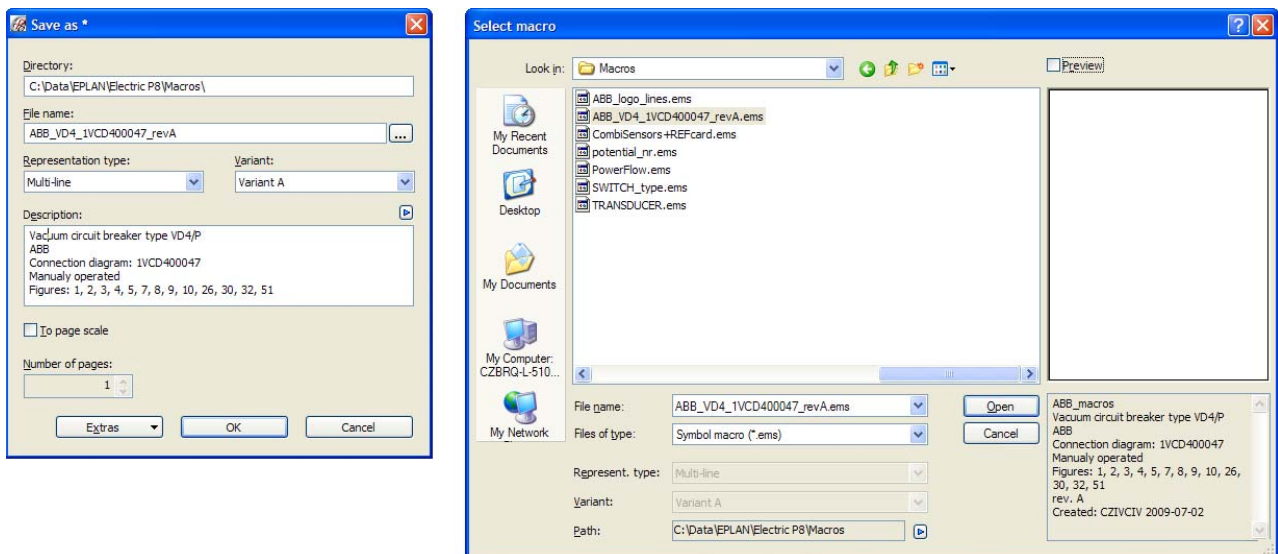 Save as *
Directory:
C:\Data\EPLAN\Electric P8\Macros\
File name:
ABB_VD4_1VCD400047_revA
...
Representation type:
Variant:
Multi-line
Variant A
Description:
Vacuum circuit breaker type VD4/P
ABB
Connection diagram: 1VCD400047
Manualy operated
Figures: 1, 2, 3, 4, 5, 7, 8, 9, 10, 26, 30, 32, 51
To page scale
Number of pages:
1
Extras
OK
Cancel
Select macro
Look in:
Macros
Preview
My Recent
Documents
Desktop
My Documents
My Computer:
CZBRQ-L-510...
My Network
ABB_logo_lines.ems
ABB_VD4_1VCD400047_revA.ems
CombiSensors+REFcard.ems
potential_nr.ems
PowerFlow.ems
SWITCH_type.ems
TRANSDUCER.ems
File name:
ABB_VD4_1VCD400047_revA.ems
Open
Files of type:
Symbol macro (*.ems)
Cancel
Represent. type:
Multi-line
Variant:
Variant A
Path:
C:\Data\EPLAN\Electric P8\Macros
ABB_macros
Vacuum circuit breaker type VD4/P
ABB
Connection diagram: 1VCD400047
Manualy operated
Figures: 1, 2, 3, 4, 5, 7, 8, 9, 10, 26,
30, 32, 51
rev. A
Created: CZIVCIV 2009-07-02